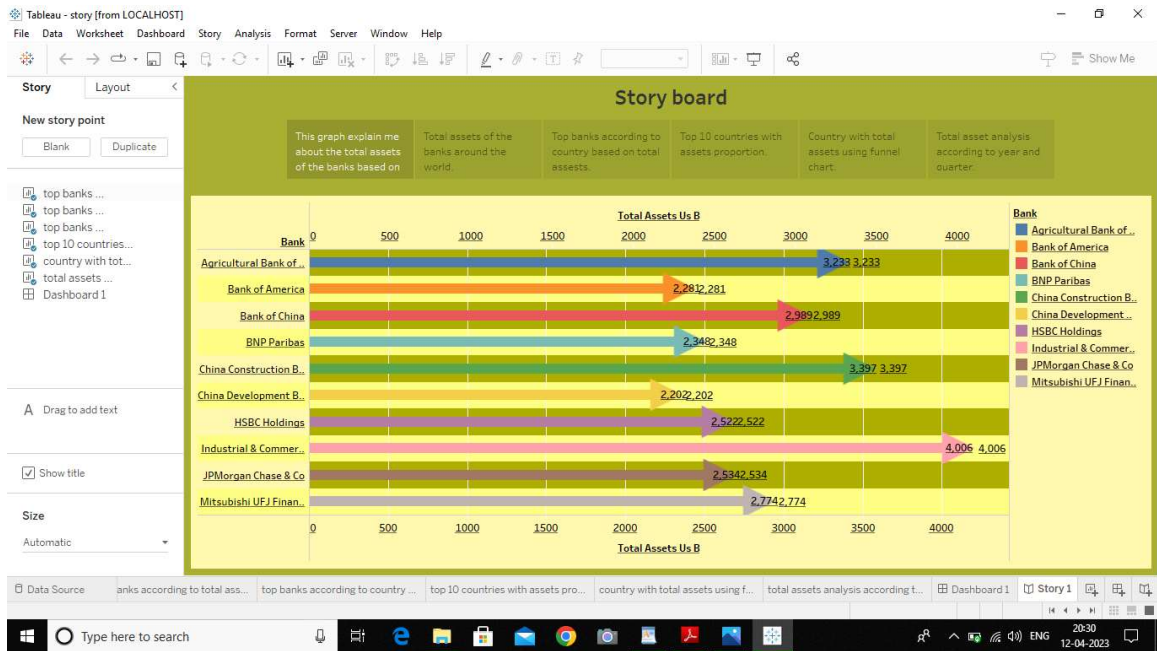 Tableau - story [from LOCALHOST]
File Data Worksheet Dashboard Story Analysis Format Server Window Help
Show Me
Story Layout
New story point
Blank Duplicate
top banks ...
top banks ...
top banks ...
top 10 countries...
country with tot...
total assets ...
Dashboard 1
A Drag to add text
Show title
Size
Automatic
Story board
This graph explain me
about the total assets
of the banks based on
Total assets of the
banks around the
world.
Top banks according to
country based on total
assests.
Top 10 countries with
assets proportion.
Country with total
assets using funnel
chart.
Total asset analysis
according to year and
quarter.
Total Assets Us B
Bank 0 500 1000 1500 2000 2500 3000 3500 4000
Agricultural Bank of .. 3,233 3,233
Bank of America 2,281 2,281
Bank of China 2,989 2,989
BNP Paribas 2,348 2,348
China Construction B.. 3,397 3,397
China Development B.. 2,202 2,202
HSBC Holdings 2,522 2,522
Industrial & Commer.. 4,006 4,006
JPMorgan Chase & Co 2,534 2,534
Mitsubishi UFJ Finan.. 2,774 2,774
0 500 1000 1500 2000 2500 3000 3500 4000
Total Assets Us B
Bank
Agricultural Bank of ..
Bank of America
Bank of China
BNP Paribas
China Construction B..
China Development ..
HSBC Holdings
Industrial & Commer..
JPMorgan Chase & Co
Mitsubishi UFJ Finan..
Data Source anks according to total ass... top banks according to country ... top 10 countries with assets pro... country with total assets using f... total assets analysis according t... Dashboard 1 Story 1
Type here to search
ENG
20:30
12-04-2023